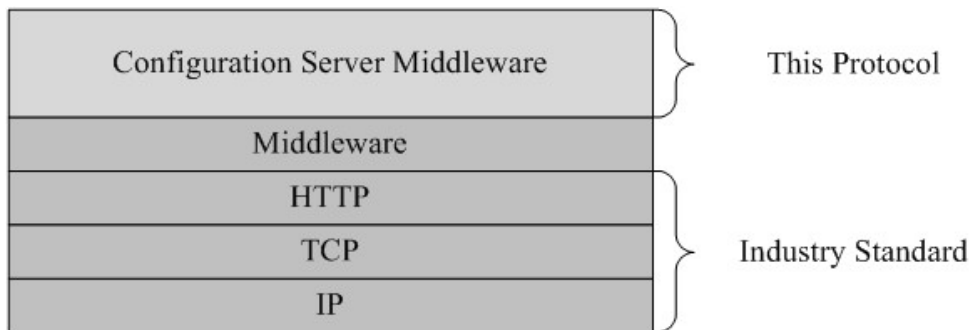 Configuration Server Middleware
This Protocol
Middleware
HTTP
TCP
Industry Standard
IP